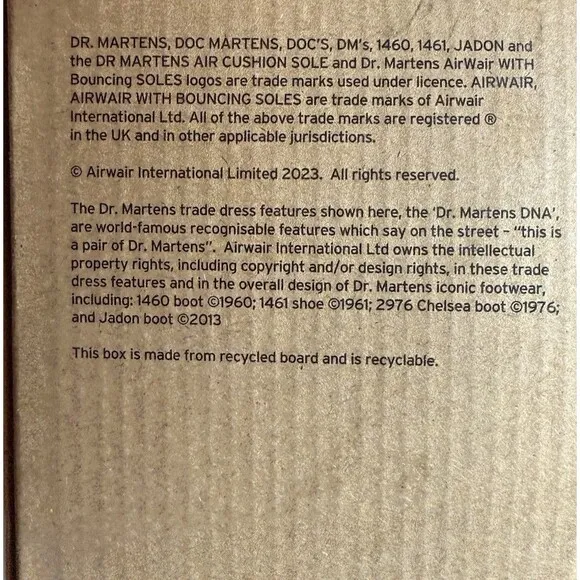 DR. MARTENS, DOC MARTENS, DOC'S, DM's, 1460, 1461, JADON and
the DR MARTENS AIR CUSHION SOLE and Dr. Martens AirWair WITH
Bouncing SOLES logos are trade marks used under licence. AIRWAIR,
AIRWAIR WITH BOUNCING SOLES are trade marks of Airwair
International Ltd. All of the above trade marks are registered ®
in the UK and in other applicable jurisdictions.
© Airwair International Limited 2023. All rights reserved.
The Dr. Martens trade dress features shown here, the 'Dr. Martens DNA',
are world-famous recognisable features which say on the street – "this is
a pair of Dr. Martens". Airwair International Ltd owns the intellectual
property rights, including copyright and/or design rights, in these trade
dress features and in the overall design of Dr. Martens iconic footwear,
including: 1460 boot ©1960; 1461 shoe ©1961; 2976 Chelsea boot ©1976;
and Jadon boot ©2013
This box is made from recycled board and is recyclable.